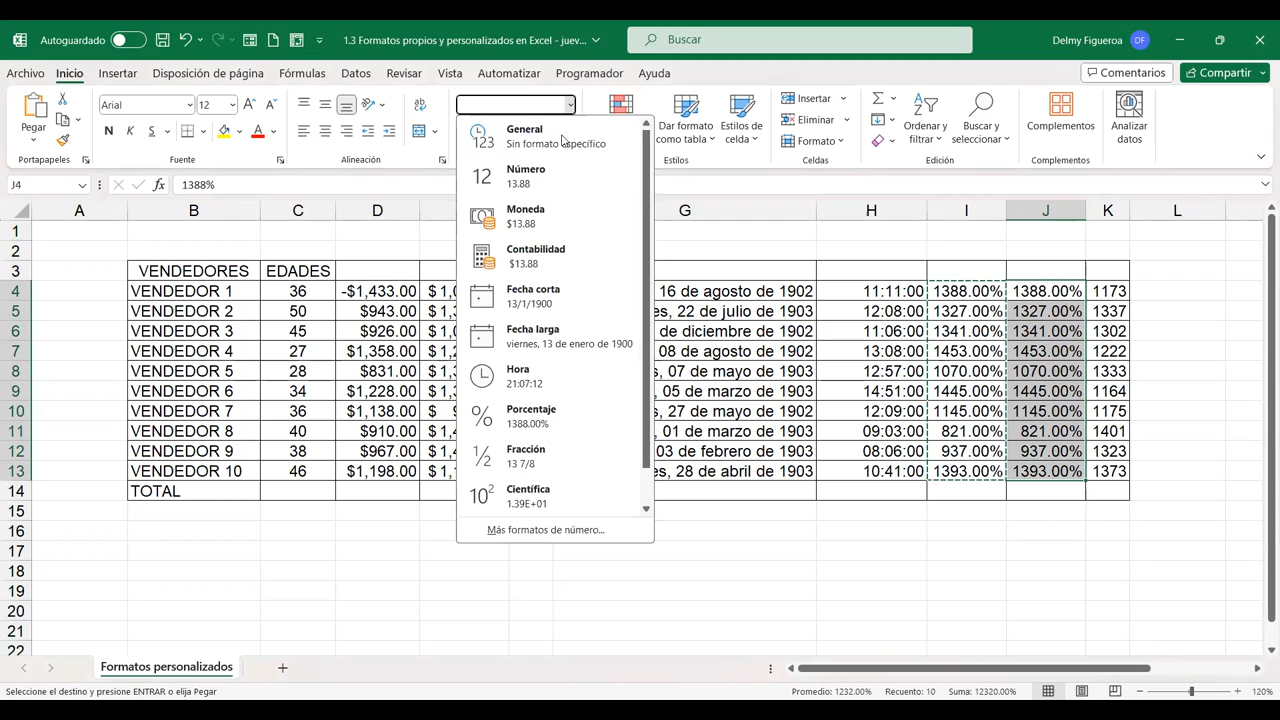 Autoguardado
1.3 Formatos propios y personalizados en Excel - juev...
Buscar
Delmy Figueroa DF
Archivo Inicio Insertar Disposición de página Fórmulas Datos Revisar Vista Automatizar Programador Ayuda Comentarios Compartir
Pegar
Arial 12
N K S
Portapapeles Fuente Alineación
Dar formato como tabla
Estilos de celda
Estilos
Insertar
Eliminar
Formato
Celdas
Ordenar y filtrar
Buscar y seleccionar
Edición
Complementos
Complementos
Analizar datos
General
Sin formato específico
Número
13.88
Moneda
$13.88
Contabilidad
$13.88
Fecha corta
13/1/1900
Fecha larga
viernes, 13 de enero de 1900
Hora
21:07:12
Porcentaje
1388.00%
Fracción
13 7/8
Científica
1.39E+01
Más formatos de número...
J4 fx 1388%
A B C D G H I J K L
1
2
3 VENDEDORES EDADES
4 VENDEDOR 1 36 -$1,433.00 16 de agosto de 1902 11:11:00 1388.00% 1388.00% 1173
5 VENDEDOR 2 50 $943.00 $ 1, es, 22 de julio de 1903 12:08:00 1327.00% 1327.00% 1337
6 VENDEDOR 3 45 $926.00 $ 1, de diciembre de 1902 11:06:00 1341.00% 1341.00% 1302
7 VENDEDOR 4 27 $1,358.00 $ 1, 08 de agosto de 1902 13:08:00 1453.00% 1453.00% 1222
8 VENDEDOR 5 28 $831.00 $ 1, s, 07 de mayo de 1903 12:57:00 1070.00% 1070.00% 1333
9 VENDEDOR 6 34 $1,228.00 $ 1, , 05 de marzo de 1903 14:51:00 1445.00% 1445.00% 1164
10 VENDEDOR 7 36 $1,138.00 $ s, 27 de mayo de 1902 12:09:00 1145.00% 1145.00% 1175
11 VENDEDOR 8 40 $910.00 $ 1, , 01 de marzo de 1903 09:03:00 821.00% 821.00% 1401
12 VENDEDOR 9 38 $967.00 $ 1, 03 de febrero de 1903 08:06:00 937.00% 937.00% 1323
13 VENDEDOR 10 46 $1,198.00 $ 1, es, 28 de abril de 1903 10:41:00 1393.00% 1393.00% 1373
14 TOTAL
15
16
17
18
19
20
21
22
Formatos personalizados
Seleccione el destino y presione ENTRAR o elija Pegar Promedio: 1232.00% Recuento: 10 Suma: 12320.00% 120%